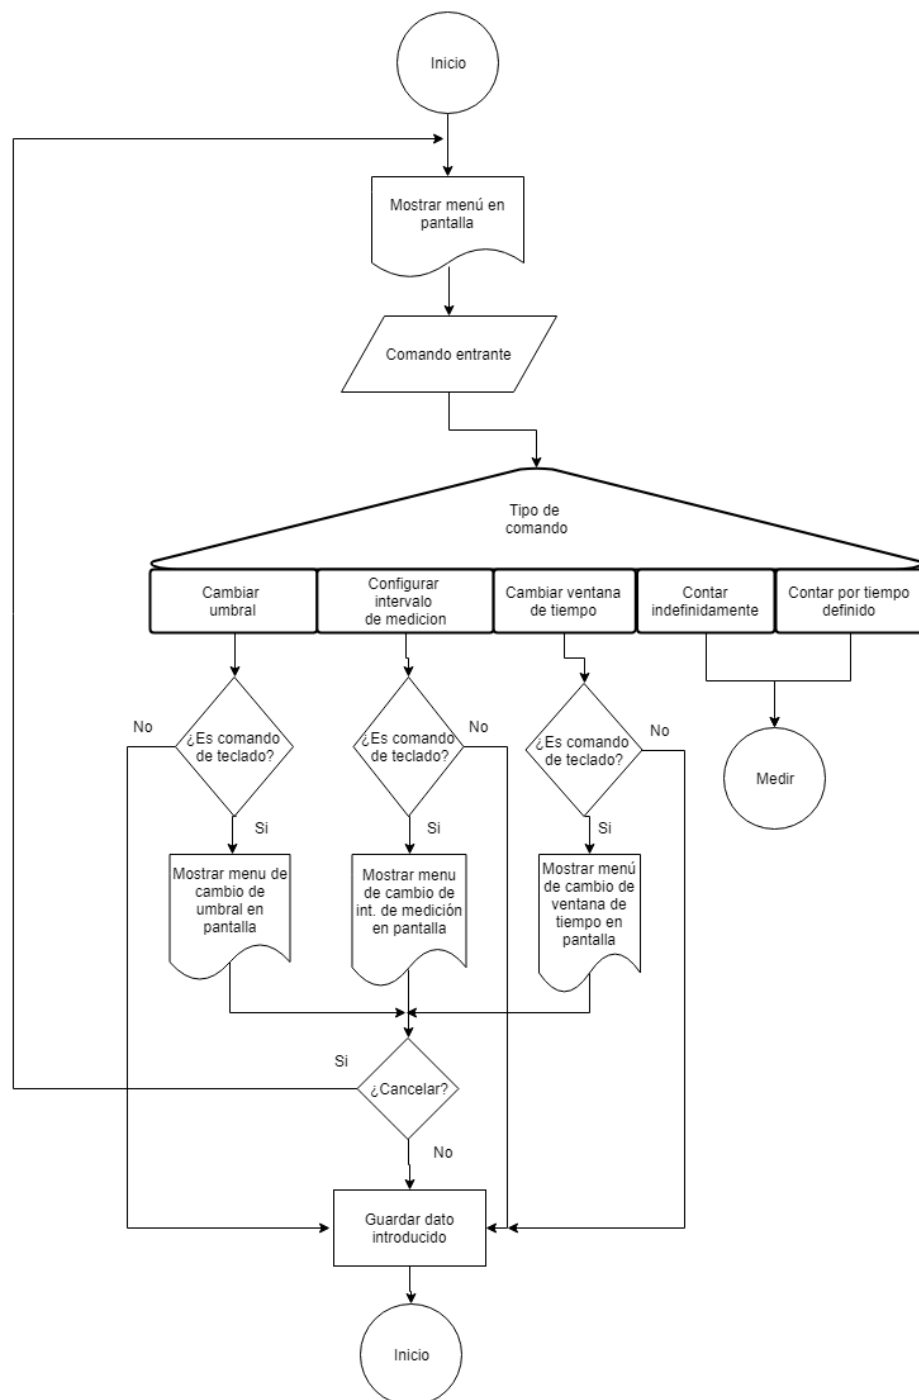 Inicio
Mostrar menú en
pantalla
Comando entrante
Tipo de
comando
Cambiar
umbral
Configurar
intervalo
de medicion
Cambiar ventana
de tiempo
Contar
indefinidamente
Contar por tiempo
definido
No
¿Es comando
de teclado?
Si
¿Es comando
de teclado?
No
Si
¿Es comando
de teclado?
No
Si
Medir
Mostrar menu de
cambio de
umbral en
pantalla
Mostrar menu
de cambio de
int. de medición
en pantalla
Mostrar menú
de cambio de
ventana de
tiempo en
pantalla
Si
¿Cancelar?
No
Guardar dato
introducido
Inicio